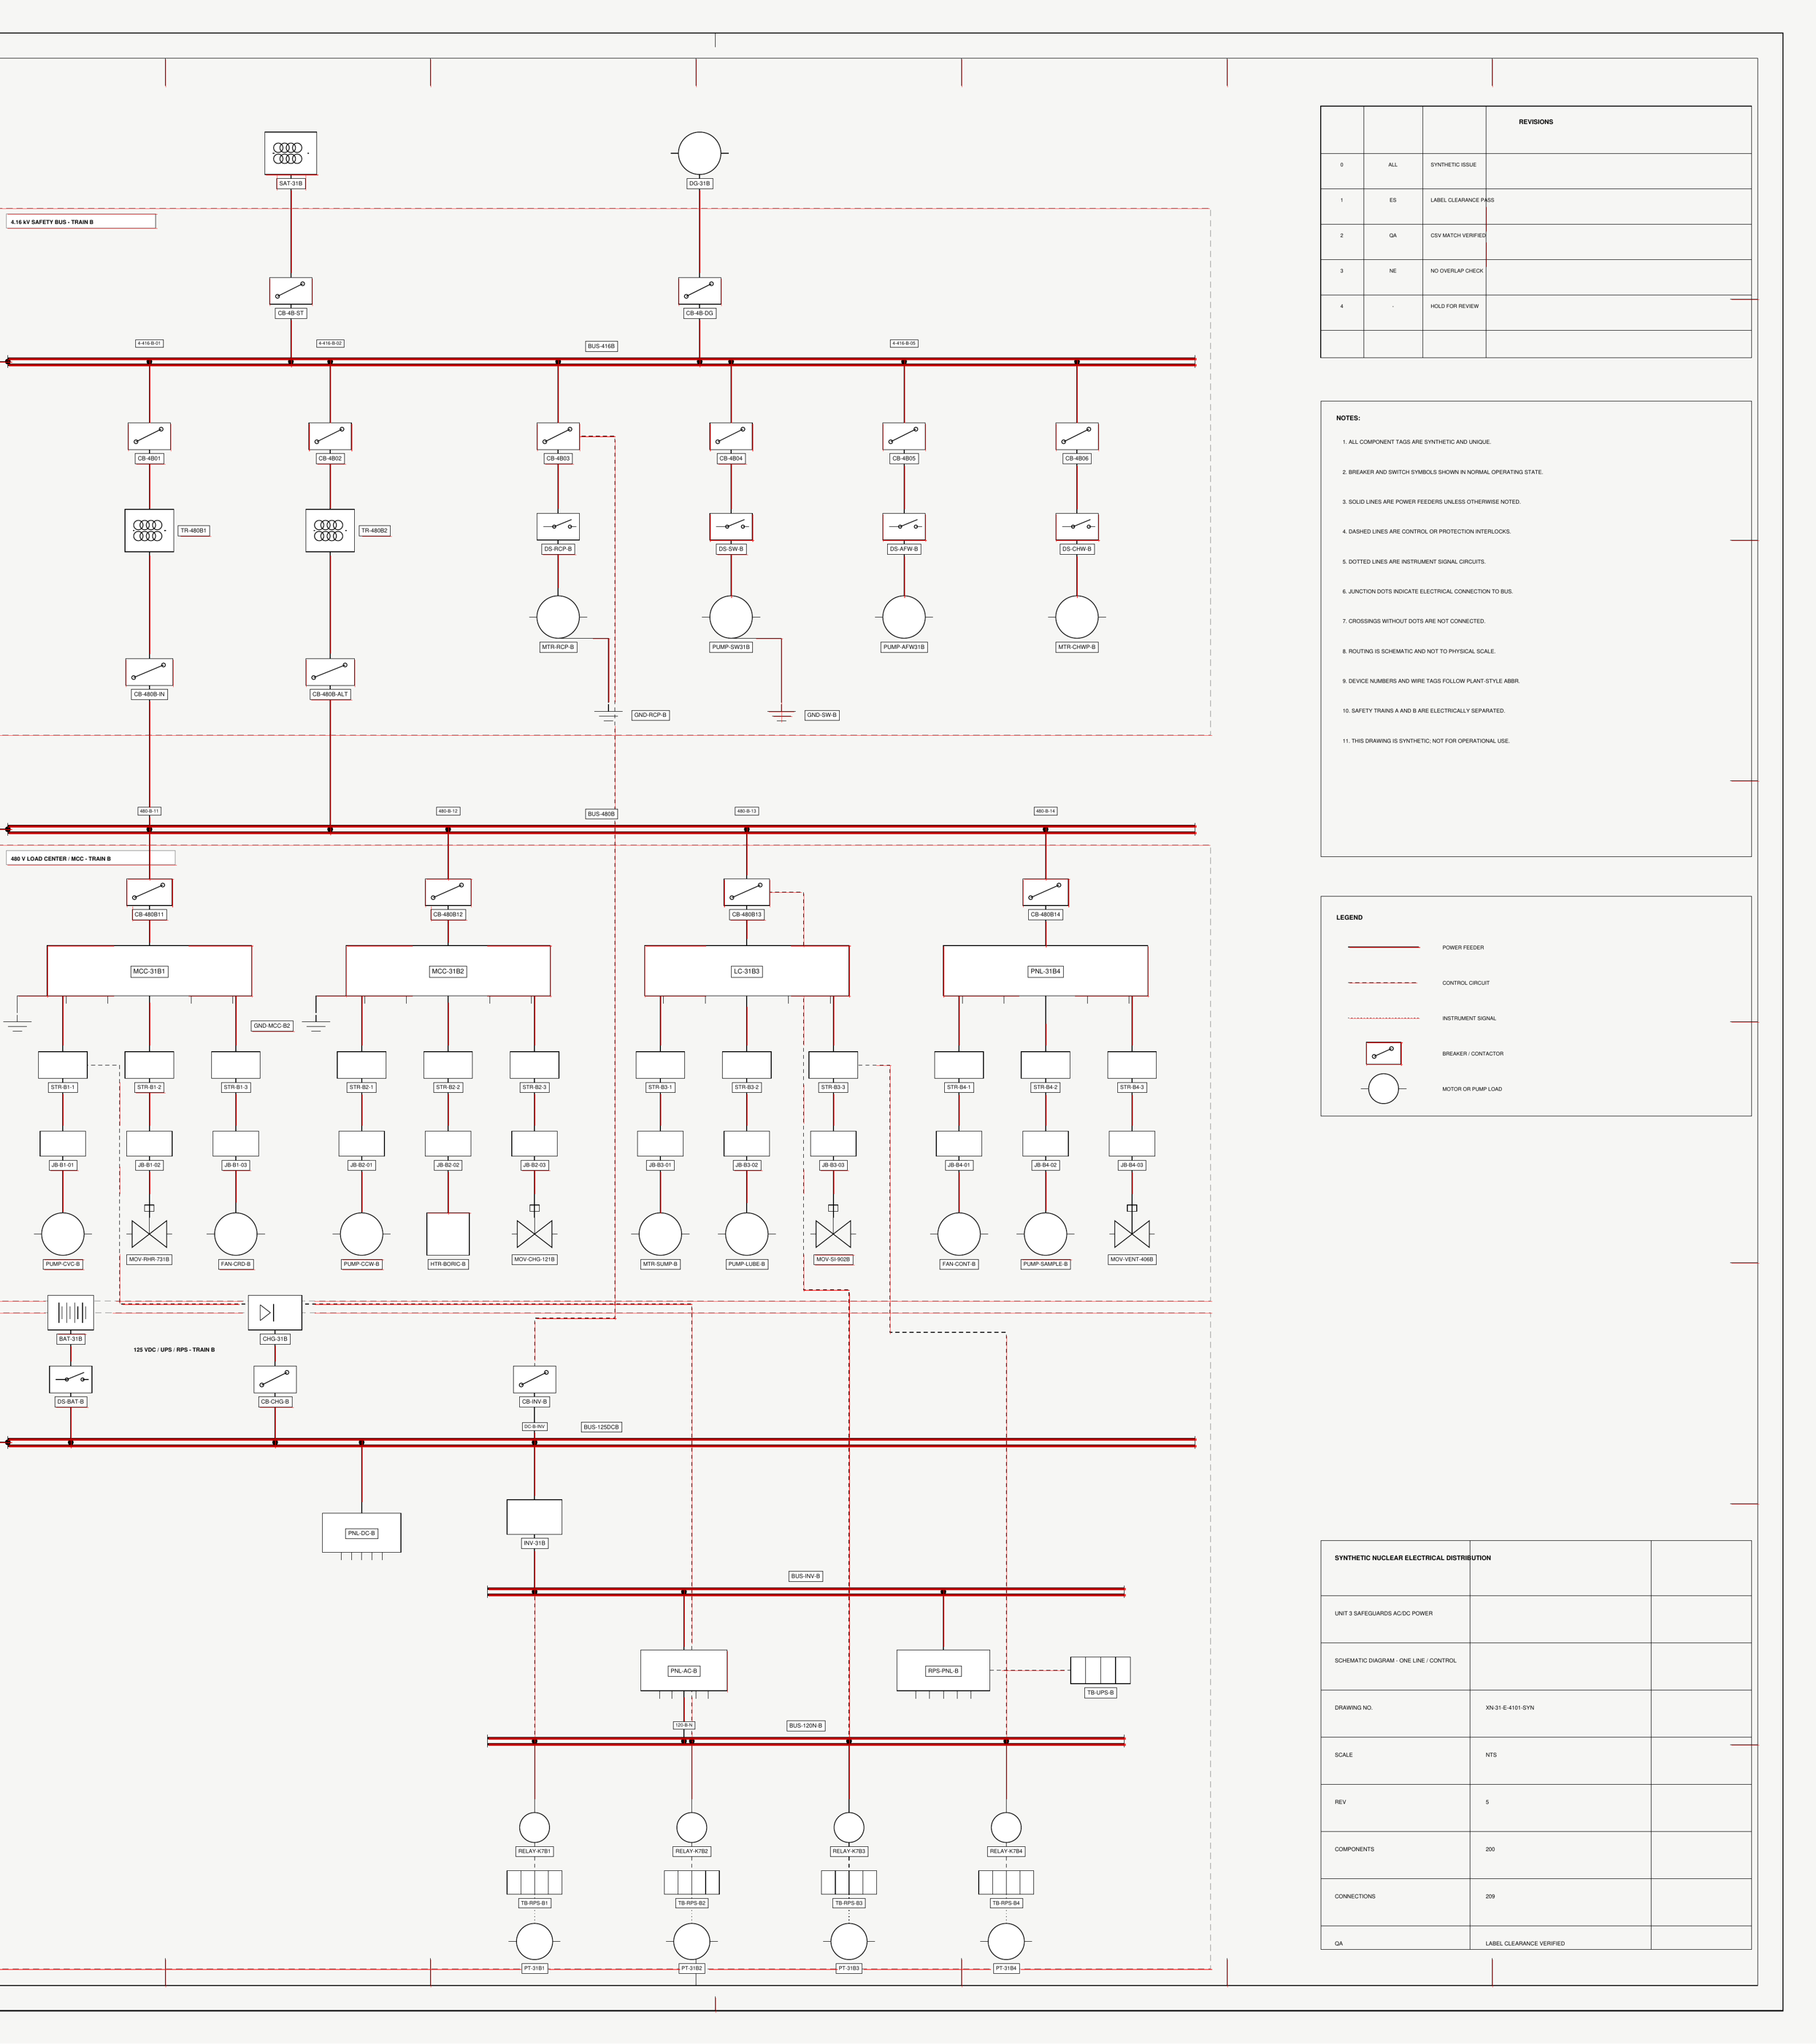 REVISIONS
0 ALL SYNTHETIC ISSUE
1 ES LABEL CLEARANCE PASS
2 QA CSV MATCH VERIFIED
3 NE NO OVERLAP CHECK
4 - HOLD FOR REVIEW
SAT-31B DG-31B
4.16 kV SAFETY BUS - TRAIN B
CB-4B-ST CB-4B-DG
4-416-B-01 4-416-B-02 BUS-416B 4-416-B-05
CB-4B01 CB-4B02 CB-4B03 CB-4B04 CB-4B05 CB-4B06
TR-480B1 TR-480B2
DS-RCP-B DS-SW-B DS-AFW-B DS-CHW-B
MTR-RCP-B PUMP-SW31B PUMP-AFW31B MTR-CHWP-B
CB-480B-IN CB-480B-ALT
GND-RCP-B GND-SW-B
480-B-11 480-B-12 BUS-480B 480-B-13 480-B-14
480 V LOAD CENTER / MCC - TRAIN B
CB-480B11 CB-480B12 CB-480B13 CB-480B14
MCC-31B1 MCC-31B2 LC-31B3 PNL-31B4
GND-MCC-B2
STR-B1-1 STR-B1-2 STR-B1-3 STR-B2-1 STR-B2-2 STR-B2-3 STR-B3-1 STR-B3-2 STR-B3-3 STR-B4-1 STR-B4-2 STR-B4-3
JB-B1-01 JB-B1-02 JB-B1-03 JB-B2-01 JB-B2-02 JB-B2-03 JB-B3-01 JB-B3-02 JB-B3-03 JB-B4-01 JB-B4-02 JB-B4-03
PUMP-CVC-B MOV-RHR-731B FAN-CRD-B PUMP-CCW-B HTR-BORIC-B MOV-CHG-121B MTR-SUMP-B PUMP-LUBE-B MOV-SI-902B FAN-CONT-B PUMP-SAMPLE-B MOV-VENT-406B
BAT-31B CHG-31B
125 VDC / UPS / RPS - TRAIN B
DS-BAT-B CB-CHG-B CB-INV-B
DC-B-INV BUS-125DCB
PNL-DC-B INV-31B
BUS-INV-B
PNL-AC-B RPS-PNL-B
TB-UPS-B
120-B-N BUS-120N-B
RELAY-K7B1 RELAY-K7B2 RELAY-K7B3 RELAY-K7B4
TB-RPS-B1 TB-RPS-B2 TB-RPS-B3 TB-RPS-B4
PT-31B1 PT-31B2 PT-31B3 PT-31B4
NOTES:
1. ALL COMPONENT TAGS ARE SYNTHETIC AND UNIQUE.
2. BREAKER AND SWITCH SYMBOLS SHOWN IN NORMAL OPERATING STATE.
3. SOLID LINES ARE POWER FEEDERS UNLESS OTHERWISE NOTED.
4. DASHED LINES ARE CONTROL OR PROTECTION INTERLOCKS.
5. DOTTED LINES ARE INSTRUMENT SIGNAL CIRCUITS.
6. JUNCTION DOTS INDICATE ELECTRICAL CONNECTION TO BUS.
7. CROSSINGS WITHOUT DOTS ARE NOT CONNECTED.
8. ROUTING IS SCHEMATIC AND NOT TO PHYSICAL SCALE.
9. DEVICE NUMBERS AND WIRE TAGS FOLLOW PLANT-STYLE ABBR.
10. SAFETY TRAINS A AND B ARE ELECTRICALLY SEPARATED.
11. THIS DRAWING IS SYNTHETIC; NOT FOR OPERATIONAL USE.
LEGEND
POWER FEEDER
CONTROL CIRCUIT
INSTRUMENT SIGNAL
BREAKER / CONTACTOR
MOTOR OR PUMP LOAD
SYNTHETIC NUCLEAR ELECTRICAL DISTRIBUTION
UNIT 3 SAFEGUARDS AC/DC POWER
SCHEMATIC DIAGRAM - ONE LINE / CONTROL
DRAWING NO. XN-31-E-4101-SYN
SCALE NTS
REV 5
COMPONENTS 200
CONNECTIONS 209
QA LABEL CLEARANCE VERIFIED